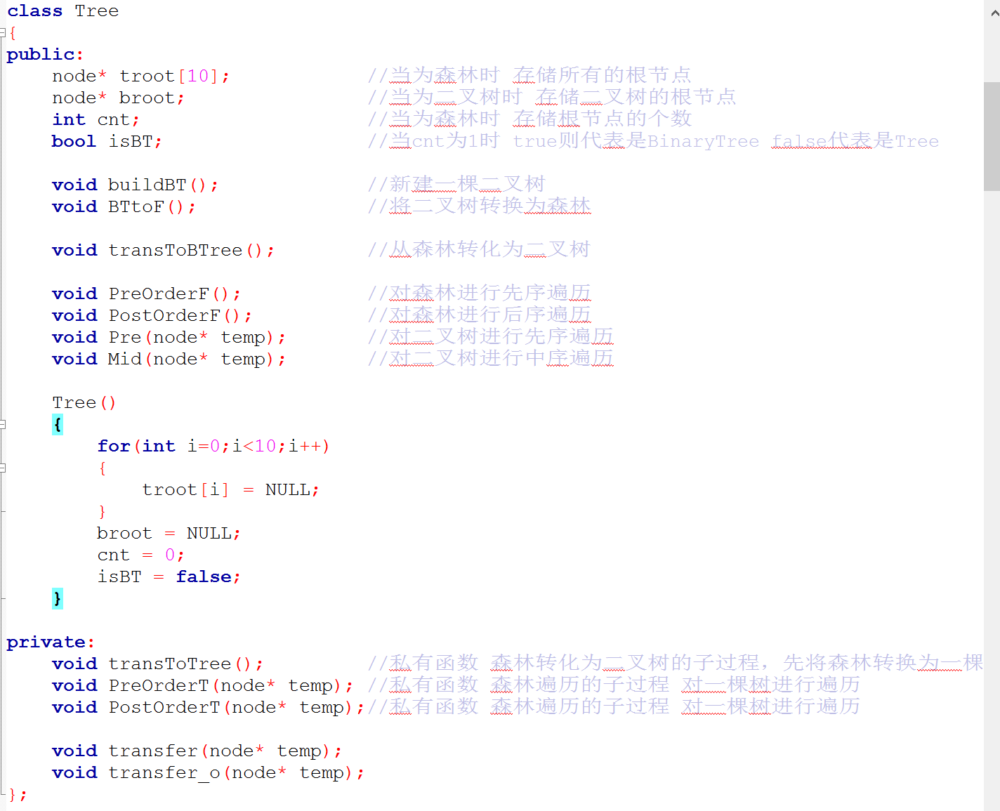 class Tree
{
public:
    node* troot[10];            //当为森林时 存储所有的根节点
    node* broot;                //当为二叉树时 存储二叉树的根节点
    int cnt;                    //当为森林时 存储根节点的个数
    bool isBT;                  //当cnt为1时 true则代表是BinaryTree false代表是Tree
    void buildBT();             //新建一棵二叉树
    void BTtoF();               //将二叉树转换为森林
    void transToBTree();        //从森林转化为二叉树
    void PreOrderF();           //对森林进行先序遍历
    void PostOrderF();          //对森林进行后序遍历
    void Pre(node* temp);       //对二叉树进行先序遍历
    void Mid(node* temp);       //对二叉树进行中序遍历
    Tree()
    {
        for(int i=0;i<10;i++)
        {
            troot[i] = NULL;
        }
        broot = NULL;
        cnt = 0;
        isBT = false;
    }
private:
    void transToTree();         //私有函数 森林转化为二叉树的子过程，先将森林转换为一棵
    void PreOrderT(node* temp); //私有函数 森林遍历的子过程 对一棵树进行遍历
    void PostOrderT(node* temp);//私有函数 森林遍历的子过程 对一棵树进行遍历
    void transfer(node* temp);
    void transfer_o(node* temp);
};